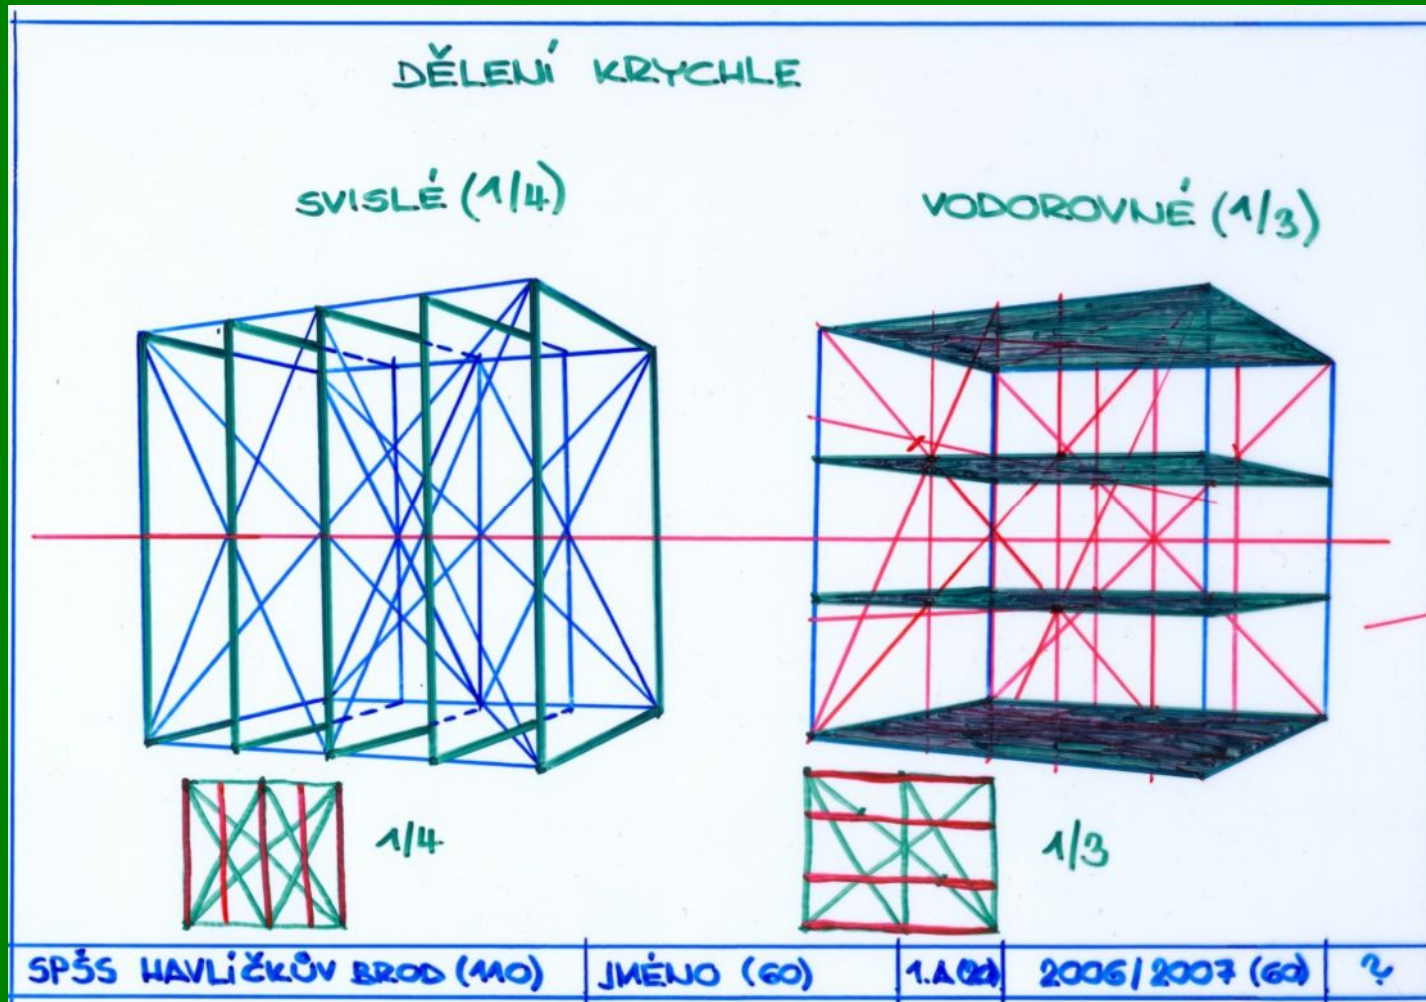 DĚLENÍ KRYCHLE
SVISLÉ (1/4)
VODOROVNÉ (1/3)
1/4
1/3
SPŠS HAVLÍČKŮV BROD (110)
JMÉNO (60)
1.A (20)
2006/2007 (60)
?